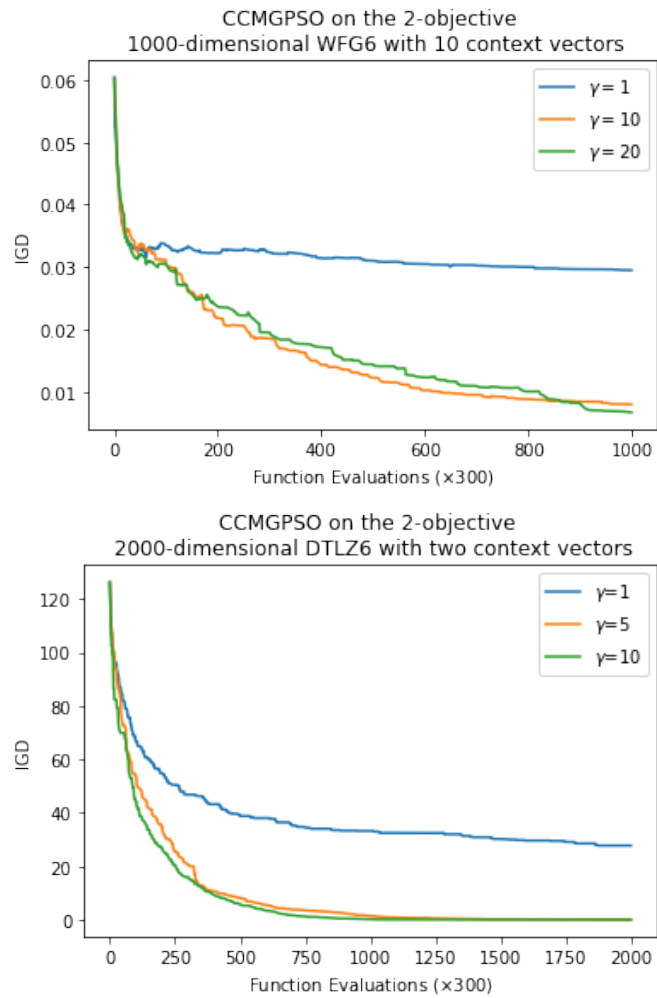 CCMGPSO on the 2-objective
1000-dimensional WFG6 with 10 context vectors
γ= 1
γ= 10
γ= 20
0.06
0.05
0.04
0.03
0.02
0.01
IGD
0
200
400
600
800
1000
Function Evaluations (×300)
CCMGPSO on the 2-objective
2000-dimensional DTLZ6 with two context vectors
γ=1
γ=5
γ=10
120
100
80
60
40
20
0
IGD
0
250
500
750
1000
1250
1500
1750
2000
Function Evaluations (×300)